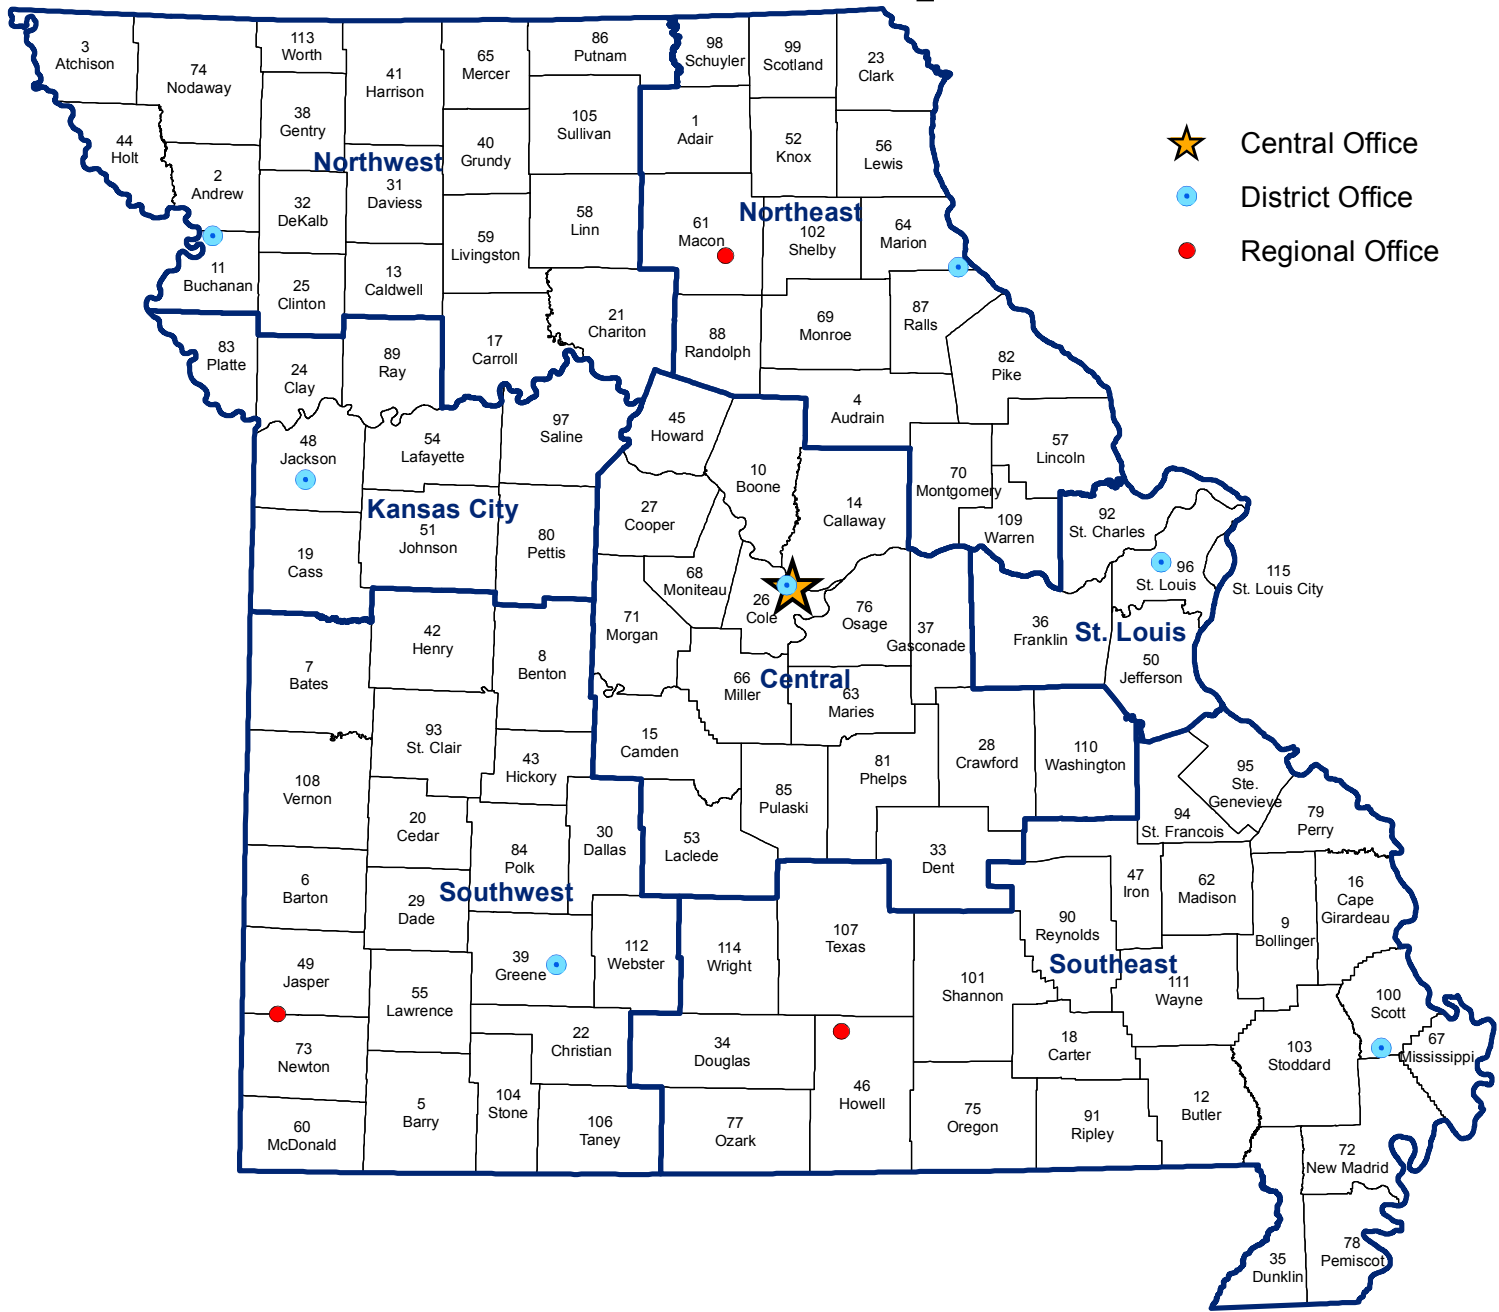 3
Atchison
74
Nodaway
113
Worth
41
Harrison
65
Mercer
86
Putnam
98
Schuyler
99
Scotland
23
Clark
44
Holt
38
Gentry
40
Grundy
105
Sullivan
1
Adair
52
Knox
56
Lewis
Northwest
2
Andrew
32
DeKalb
31
Daviess
59
Livingston
58
Linn
61
Macon
Northeast
102
Shelby
64
Marion
11
Buchanan
25
Clinton
13
Caldwell
17
Carroll
21
Chariton
88
Randolph
69
Monroe
87
Ralls
82
Pike
83
Platte
24
Clay
89
Ray
4
Audrain
48
Jackson
54
Lafayette
97
Saline
45
Howard
10
Boone
14
Callaway
70
Montgomery
57
Lincoln
Kansas City
19
Cass
51
Johnson
80
Pettis
27
Cooper
68
Moniteau
26
Cole
76
Osage
37
Gasconade
109
Warren
92
St. Charles
96
St. Louis
115
St. Louis City
36
Franklin
St. Louis
50
Jefferson
7
Bates
42
Henry
8
Benton
71
Morgan
66
Miller
Central
63
Maries
93
St. Clair
43
Hickory
15
Camden
85
Pulaski
81
Phelps
28
Crawford
110
Washington
108
Vernon
20
Cedar
84
Polk
30
Dallas
53
Laclede
33
Dent
94
St. Francois
95
Ste.
Genevieve
79
Perry
6
Barton
29
Dade
Southwest
47
Iron
62
Madison
9
Bollinger
16
Cape
Girardeau
49
Jasper
55
Lawrence
39
Greene
112
Webster
114
Wright
107
Texas
101
Shannon
90
Reynolds
Southeast
111
Wayne
100
Scott
67
Mississippi
73
Newton
22
Christian
34
Douglas
46
Howell
18
Carter
103
Stoddard
60
McDonald
5
Barry
104
Stone
106
Taney
77
Ozark
75
Oregon
91
Ripley
12
Butler
72
New Madrid
35
Dunklin
78
Pemiscot
Central Office
District Office
Regional Office